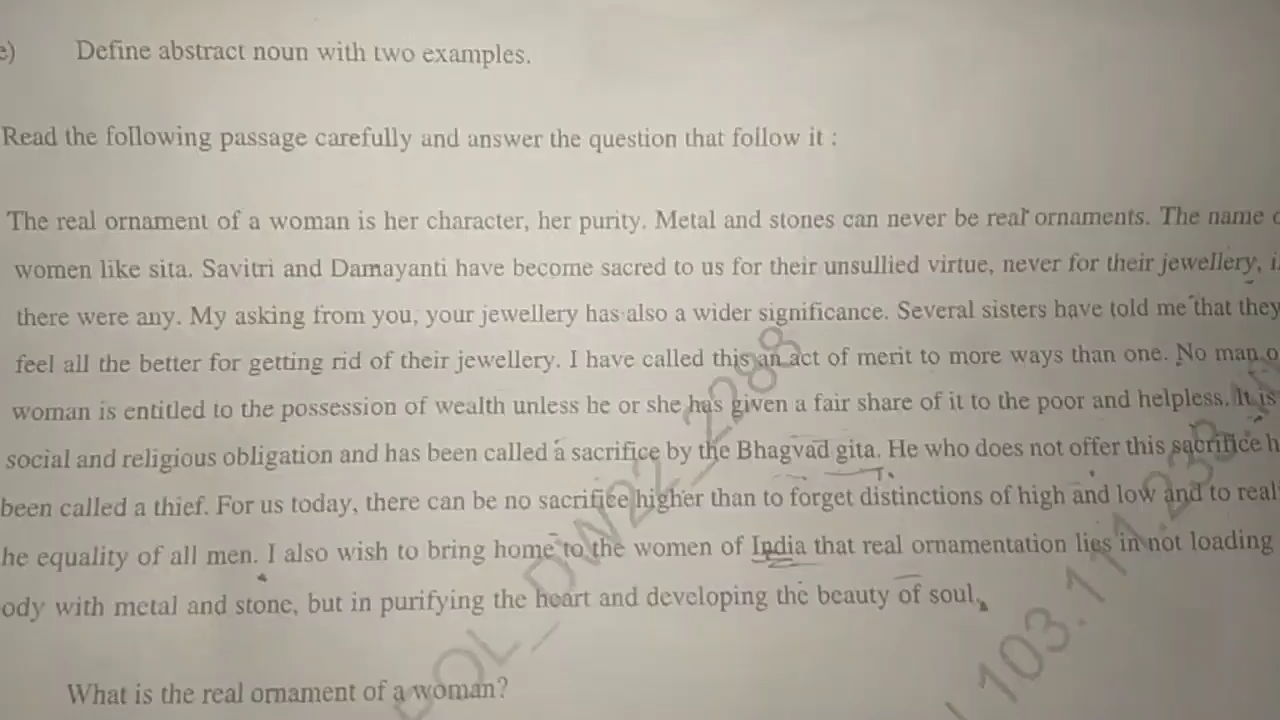 e) Define abstract noun with two examples.
Read the following passage carefully and answer the question that follow it :
The real ornament of a woman is her character, her purity. Metal and stones can never be real ornaments. The name
women like sita. Savitri and Damayanti have become sacred to us for their unsullied virtue, never for their jewellery,
there were any. My asking from you, your jewellery has also a wider significance. Several sisters have told me that they
feel all the better for getting rid of their jewellery. I have called this an act of merit to more ways than one. No man
woman is entitled to the possession of wealth unless he or she has given a fair share of it to the poor and helpless. It is
social and religious obligation and has been called a sacrifice by the Bhagvad gita. He who does not offer this sacrifice
been called a thief. For us today, there can be no sacrifice higher than to forget distinctions of high and low and to real
he equality of all men. I also wish to bring home to the women of India that real ornamentation lies in not loading
ody with metal and stone, but in purifying the heart and developing the beauty of soul.
What is the real ornament of a woman?
OL_DW22_2288
103.111.233.